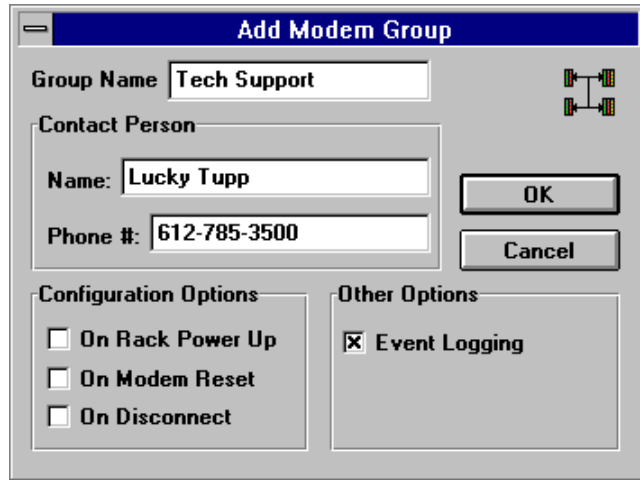 Add Modem Group
Group Name Tech Support
Contact Person
Name: Lucky Tupp
Phone #: 612-785-3500
OK
Cancel
Configuration Options
On Rack Power Up
On Modem Reset
On Disconnect
Other Options
Event Logging